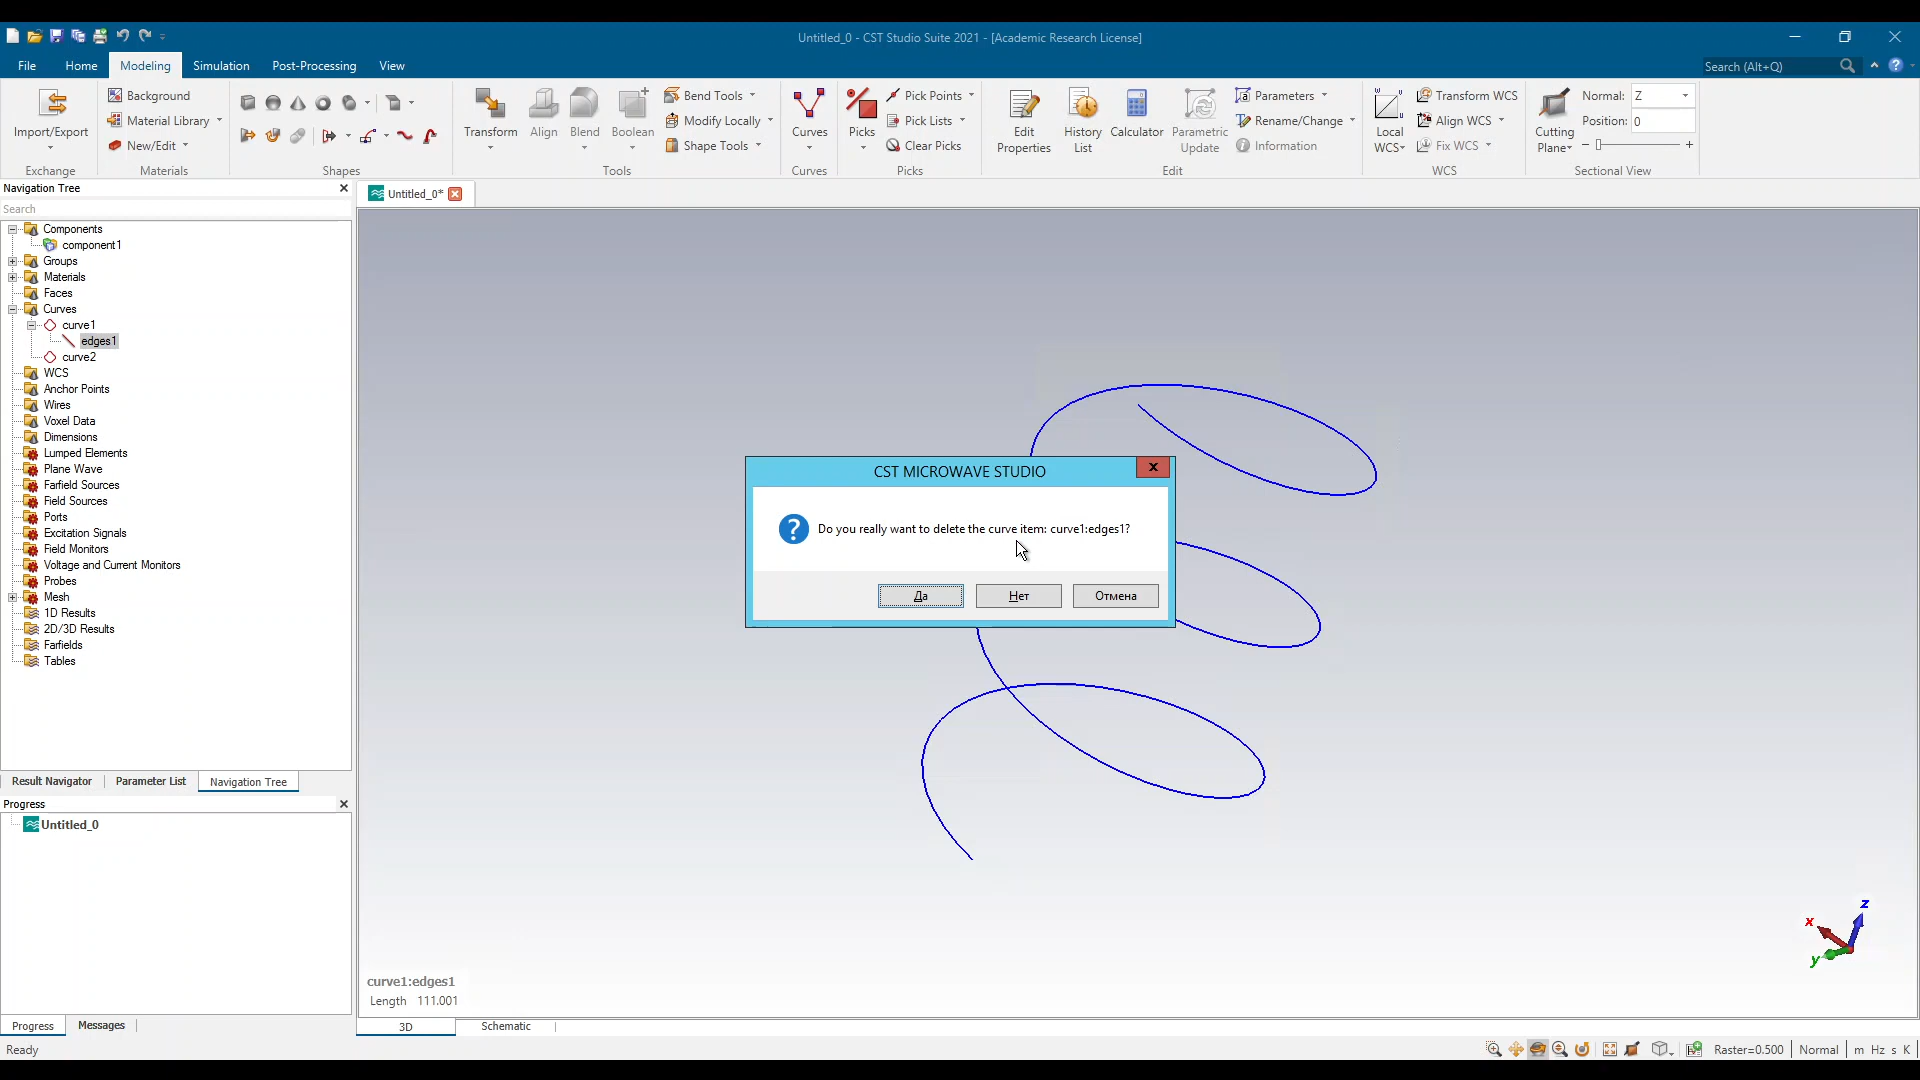 Untitled_0 - CST Studio Suite 2021 - [Academic Research License]
File Home Modeling Simulation Post-Processing View
Search (Alt+Q)
Import/Export
Exchange
Background
Material Library
New/Edit
Materials
Shapes
Transform
Align
Blend
Boolean
Bend Tools
Modify Locally
Shape Tools
Tools
Curves
Curves
Picks
Pick Points
Pick Lists
Clear Picks
Picks
Edit
Properties
History
List
Calculator
Parametric
Update
Parameters
Rename/Change
Information
Edit
Local
WCS
Transform WCS
Align WCS
Fix WCS
WCS
Cutting
Plane
Normal: Z
Position: 0
Sectional View
Navigation Tree
Search
Components
component1
Groups
Materials
Faces
Curves
curve1
edges1
curve2
WCS
Anchor Points
Wires
Voxel Data
Dimensions
Lumped Elements
Plane Wave
Farfield Sources
Field Sources
Ports
Excitation Signals
Field Monitors
Voltage and Current Monitors
Probes
Mesh
1D Results
2D/3D Results
Farfields
Tables
Result Navigator Parameter List Navigation Tree
Progress
Untitled_0
Progress Messages
Ready
Untitled_0*
CST MICROWAVE STUDIO
Do you really want to delete the curve item: curve1:edges1?
Да Нет Отмена
z
x
y
curve1:edges1
Length 111.001
3D Schematic
Raster=0.500 Normal m Hz s K